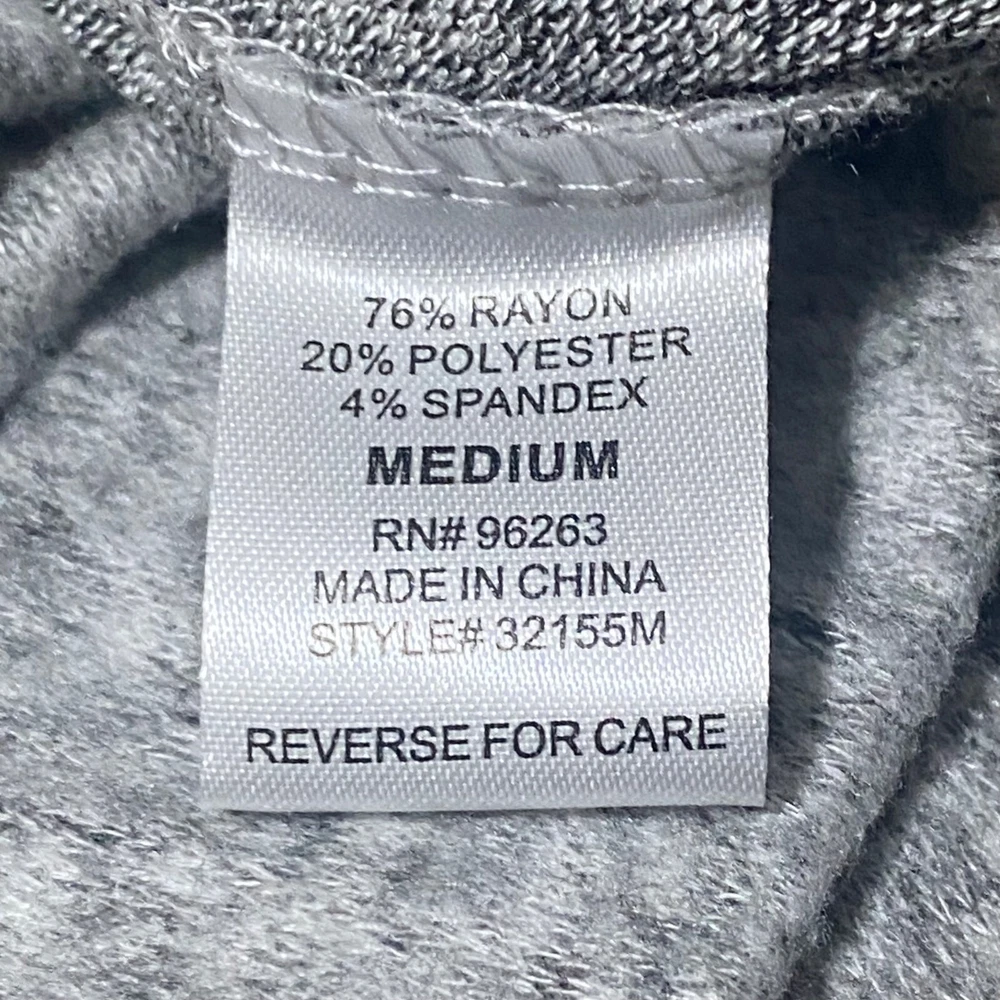 76% RAYON
20% POLYESTER
4% SPANDEX
MEDIUM
RN# 96263
MADE IN CHINA
STYLE# 32155M
REVERSE FOR CARE